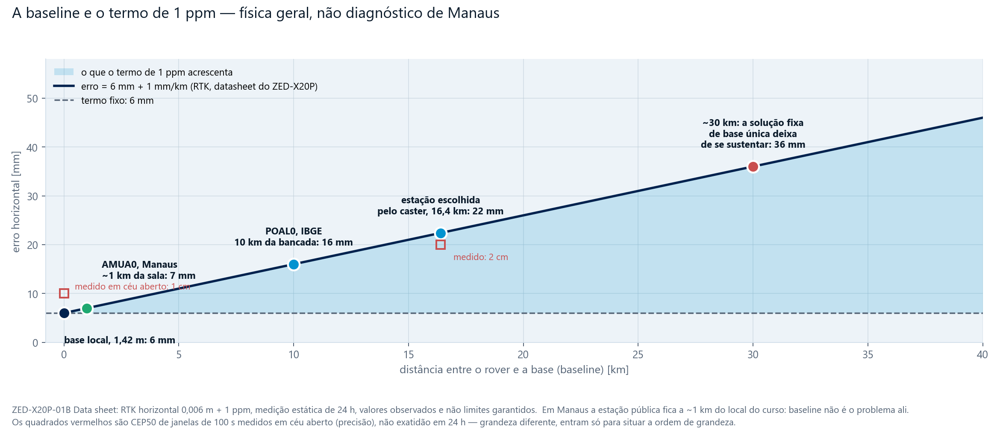 A baseline e o termo de 1 ppm — física geral, não diagnóstico de Manaus
o que o termo de 1 ppm acrescenta
erro = 6 mm + 1 mm/km (RTK, datasheet do ZED-X20P)
termo fixo: 6 mm
erro horizontal [mm]
50
40
30
20
10
0
~30 km: a solução fixa
de base única deixa
de se sustentar: 36 mm
estação escolhida
pelo caster, 16,4 km: 22 mm
medido: 2 cm
POAL0, IBGE
10 km da bancada: 16 mm
AMUA0, Manaus
~1 km da sala: 7 mm
medido em céu aberto: 1 cm
base local, 1,42 m: 6 mm
0 5 10 15 20 25 30 35 40
distância entre o rover e a base (baseline) [km]
ZED-X20P-01B Data sheet: RTK horizontal 0,006 m + 1 ppm, medição estática de 24 h, valores observados e não limites garantidos.  Em Manaus a estação pública fica a ~1 km do local do curso: baseline não é o problema ali.
Os quadrados vermelhos são CEP50 de janelas de 100 s medidos em céu aberto (precisão), não exatidão em 24 h — grandeza diferente, entram só para situar a ordem de grandeza.